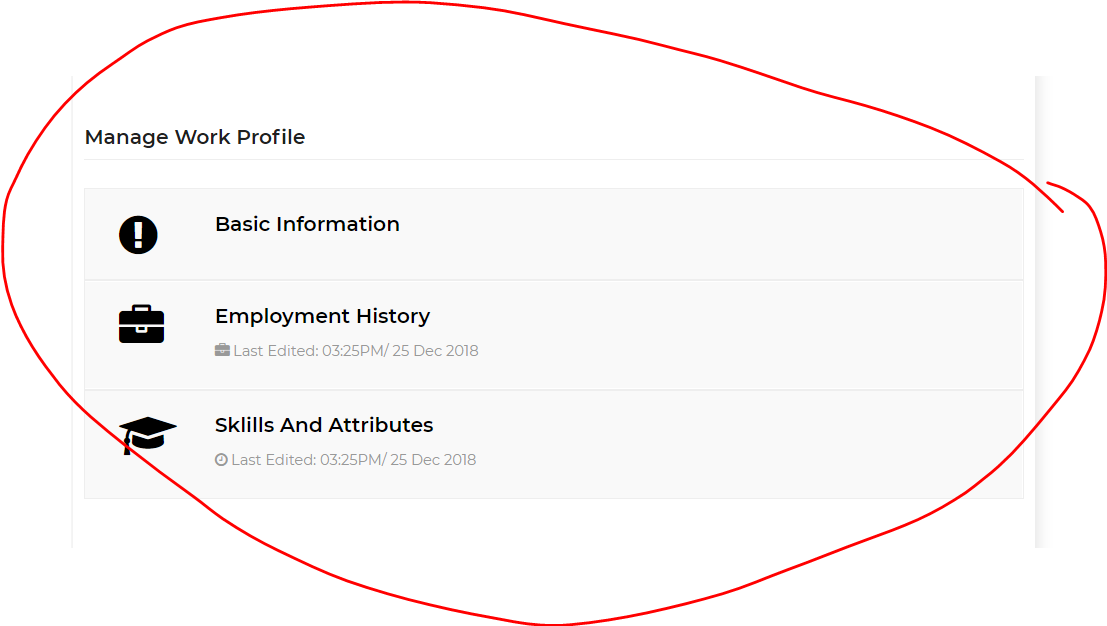 Manage Work Profile
Basic Information
Employment History
Last Edited: 03:25PM/ 25 Dec 2018
Sklills And Attributes
Last Edited: 03:25PM/ 25 Dec 2018